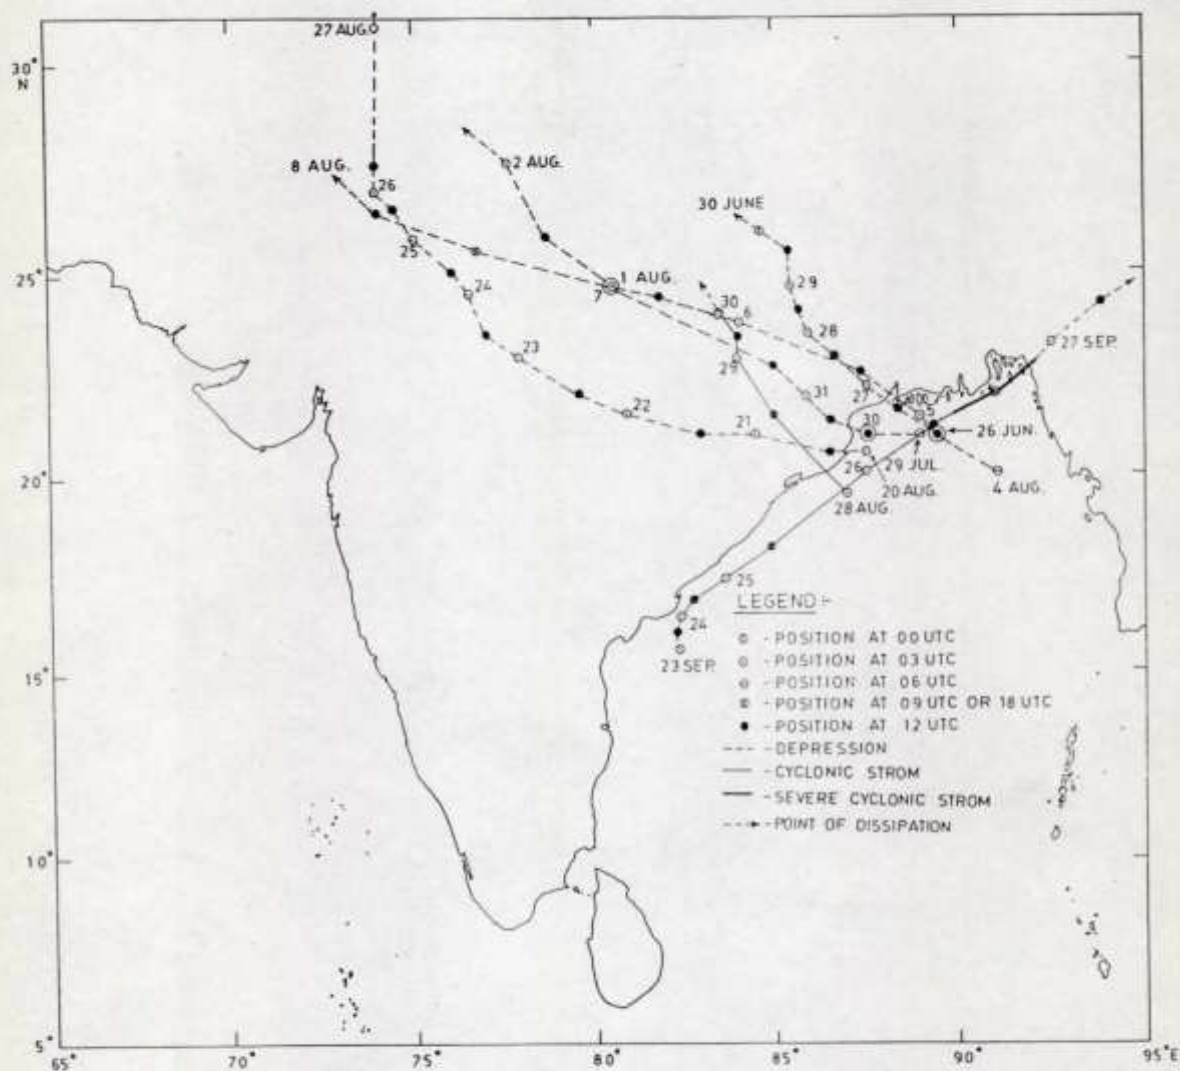 27 AUG.
30°
N
2 AUG.
8 AUG.
26
30 JUNE
25
25°
24
1 AUG.
7
29
30
6
28
27 SEP.
23
29
27
31
5
22
21
30
26 JUN.
20°
26
29 JUL.
20 AUG.
4 AUG.
28 AUG.
25
LEGEND :-
24
23 SEP.
- POSITION AT 00 UTC
- POSITION AT 03 UTC
- POSITION AT 06 UTC
- POSITION AT 09 UTC OR 18 UTC
- POSITION AT 12 UTC
- DEPRESSION
- CYCLONIC STROM
- SEVERE CYCLONIC STROM
- POINT OF DISSIPATION
15°
10°
5°
65°
70°
75°
80°
85°
90°
95°E